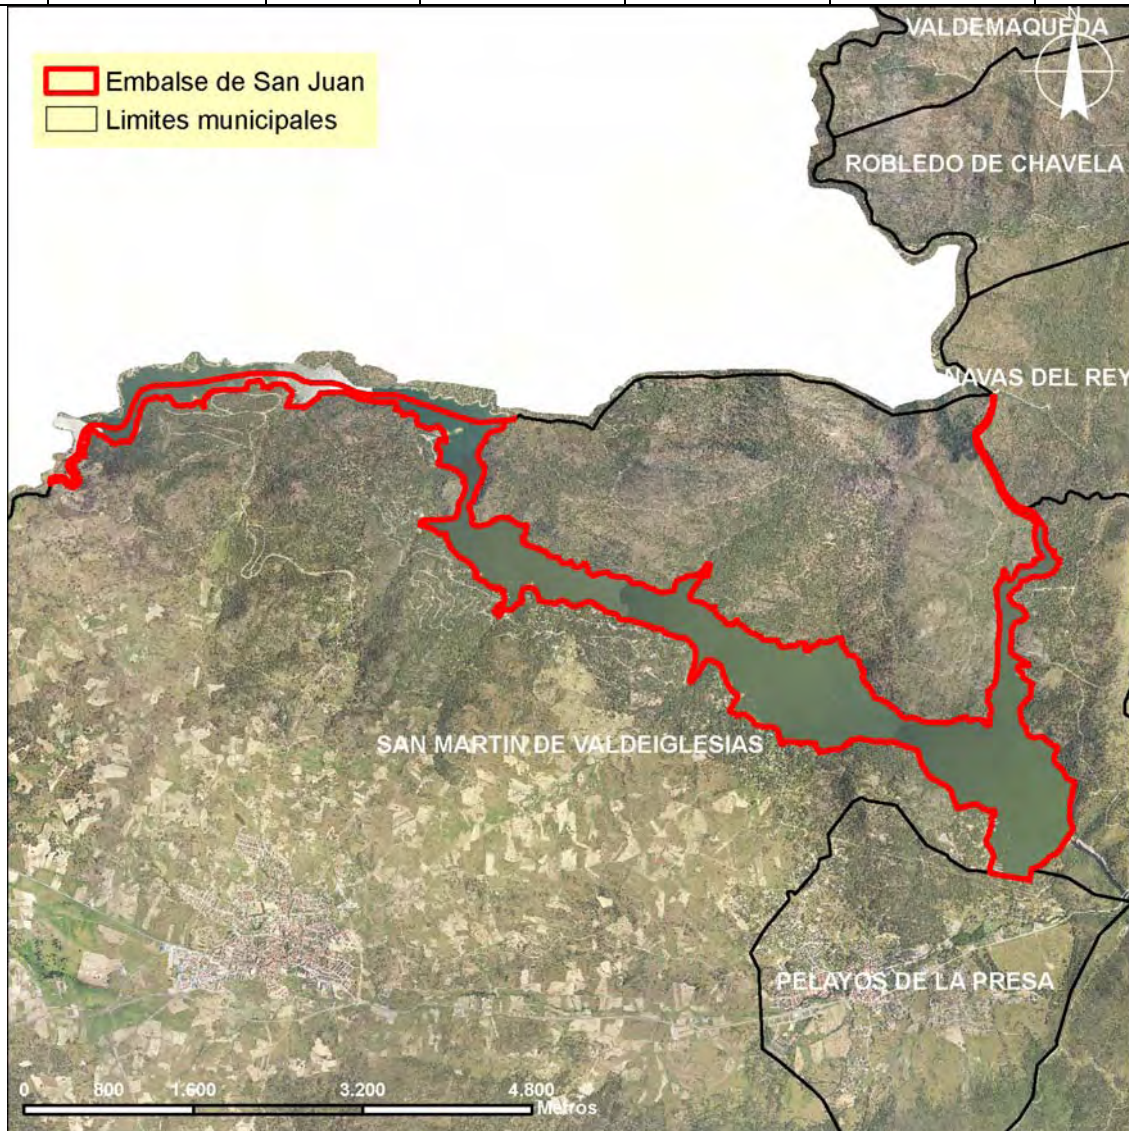 VALDEMAQUEDA
N
Embalse de San Juan
Limites municipales
ROBLEDO DE CHAVELA
NAVAS DEL REY
SAN MARTIN DE VALDEIGLESIAS
PELAYOS DE LA PRESA
0 800 1.600 3.200 4.800
Metros